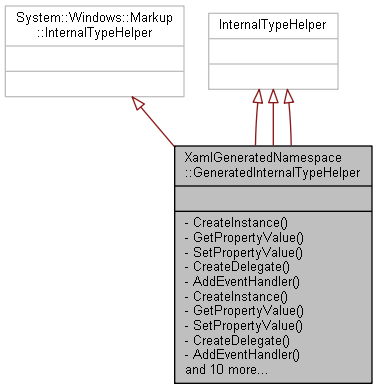 System::Windows::Markup
::InternalTypeHelper
InternalTypeHelper
XamlGeneratedNamespace
::GeneratedInternalTypeHelper
- CreateInstance()
- GetPropertyValue()
- SetPropertyValue()
- CreateDelegate()
- AddEventHandler()
- CreateInstance()
- GetPropertyValue()
- SetPropertyValue()
- CreateDelegate()
- AddEventHandler()
and 10 more...